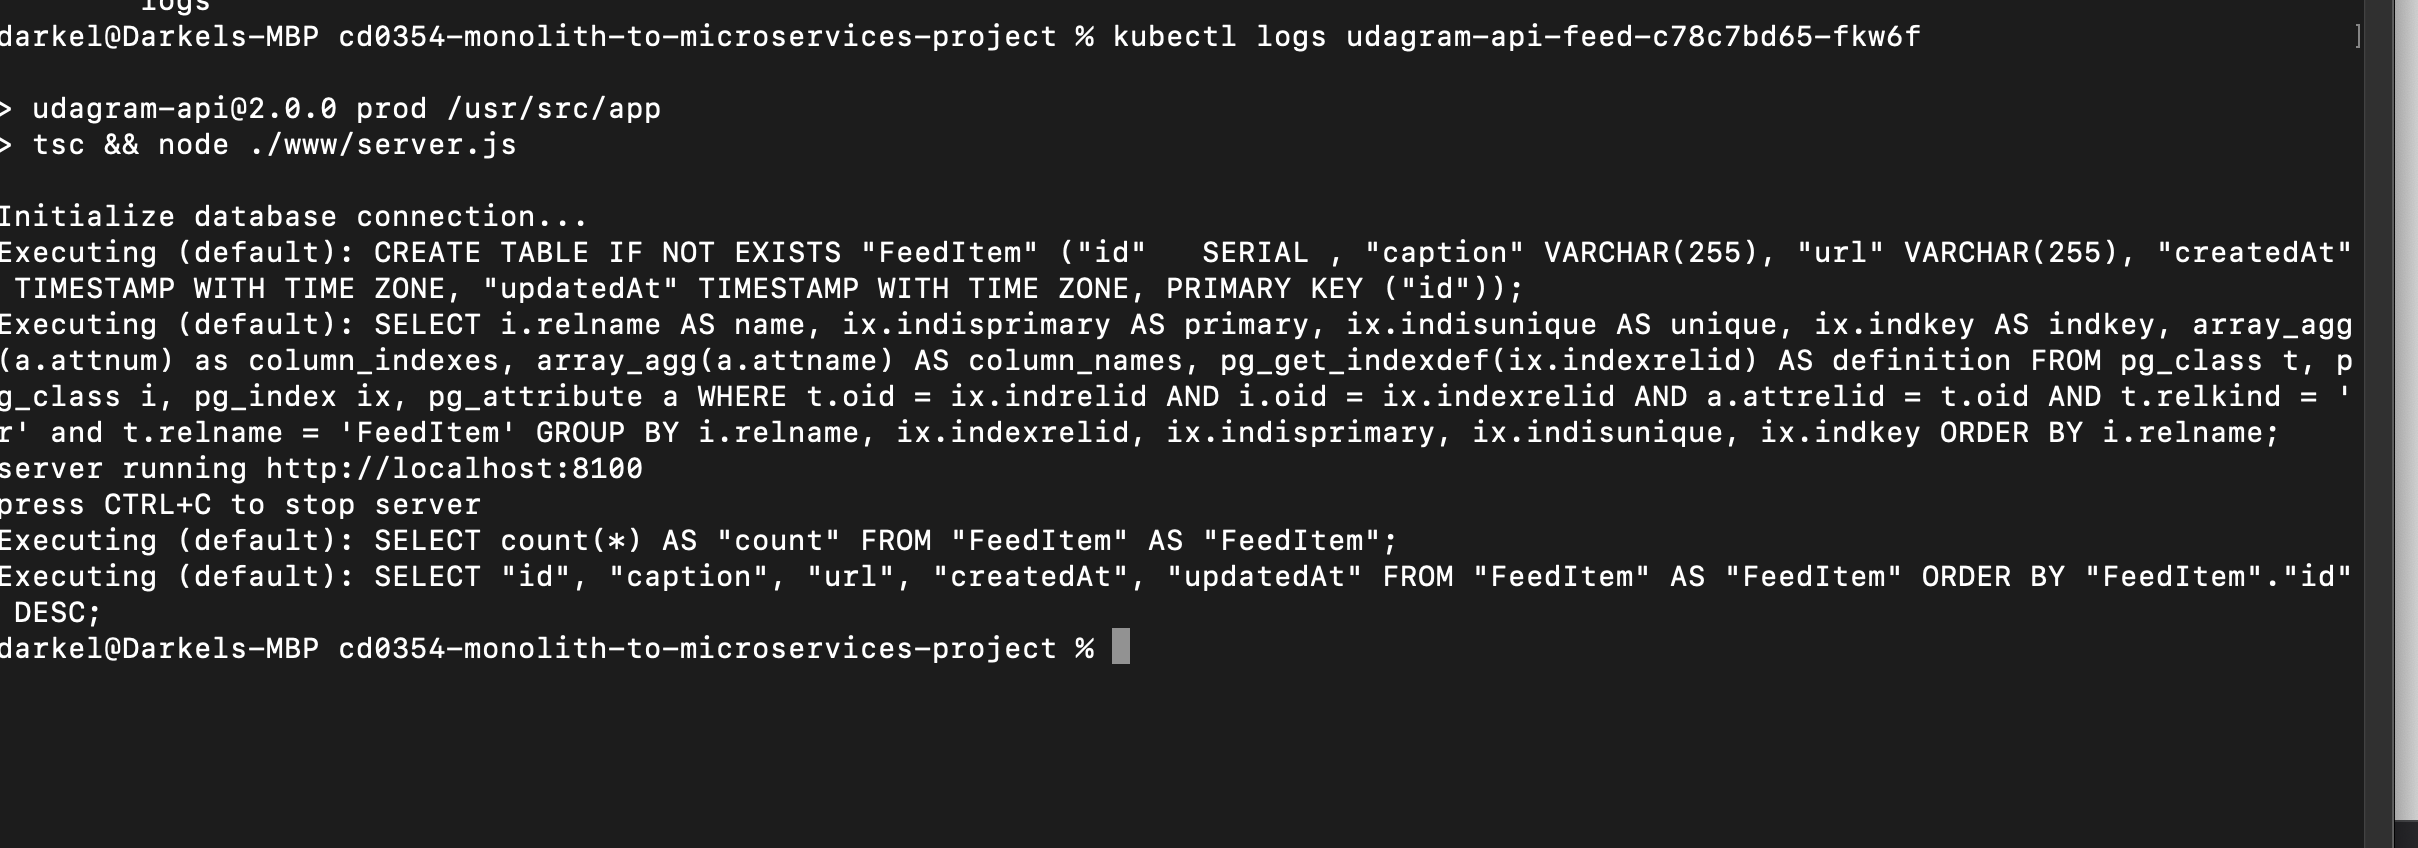 logs
darkel@Darkels-MBP cd0354-monolith-to-microservices-project % kubectl logs udagram-api-feed-c78c7bd65-fkw6f ]
> udagram-api@2.0.0 prod /usr/src/app
> tsc && node ./www/server.js
Initialize database connection...
Executing (default): CREATE TABLE IF NOT EXISTS "FeedItem" ("id"   SERIAL , "caption" VARCHAR(255), "url" VARCHAR(255), "createdAt"
 TIMESTAMP WITH TIME ZONE, "updatedAt" TIMESTAMP WITH TIME ZONE, PRIMARY KEY ("id"));
Executing (default): SELECT i.relname AS name, ix.indisprimary AS primary, ix.indisunique AS unique, ix.indkey AS indkey, array_agg
(a.attnum) as column_indexes, array_agg(a.attname) AS column_names, pg_get_indexdef(ix.indexrelid) AS definition FROM pg_class t, p
g_class i, pg_index ix, pg_attribute a WHERE t.oid = ix.indrelid AND i.oid = ix.indexrelid AND a.attrelid = t.oid AND t.relkind = '
r' and t.relname = 'FeedItem' GROUP BY i.relname, ix.indexrelid, ix.indisprimary, ix.indisunique, ix.indkey ORDER BY i.relname;
server running http://localhost:8100
press CTRL+C to stop server
Executing (default): SELECT count(*) AS "count" FROM "FeedItem" AS "FeedItem";
Executing (default): SELECT "id", "caption", "url", "createdAt", "updatedAt" FROM "FeedItem" AS "FeedItem" ORDER BY "FeedItem"."id"
 DESC;
darkel@Darkels-MBP cd0354-monolith-to-microservices-project %